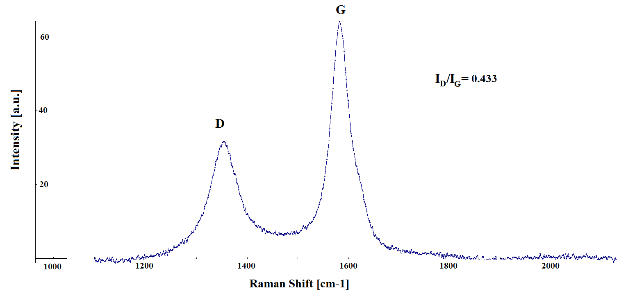 G
60
I_D/I_G= 0.433
40
D
20
Intensity [a.u.]
1000 1200 1400 1600 1800 2000
Raman Shift [cm-1]